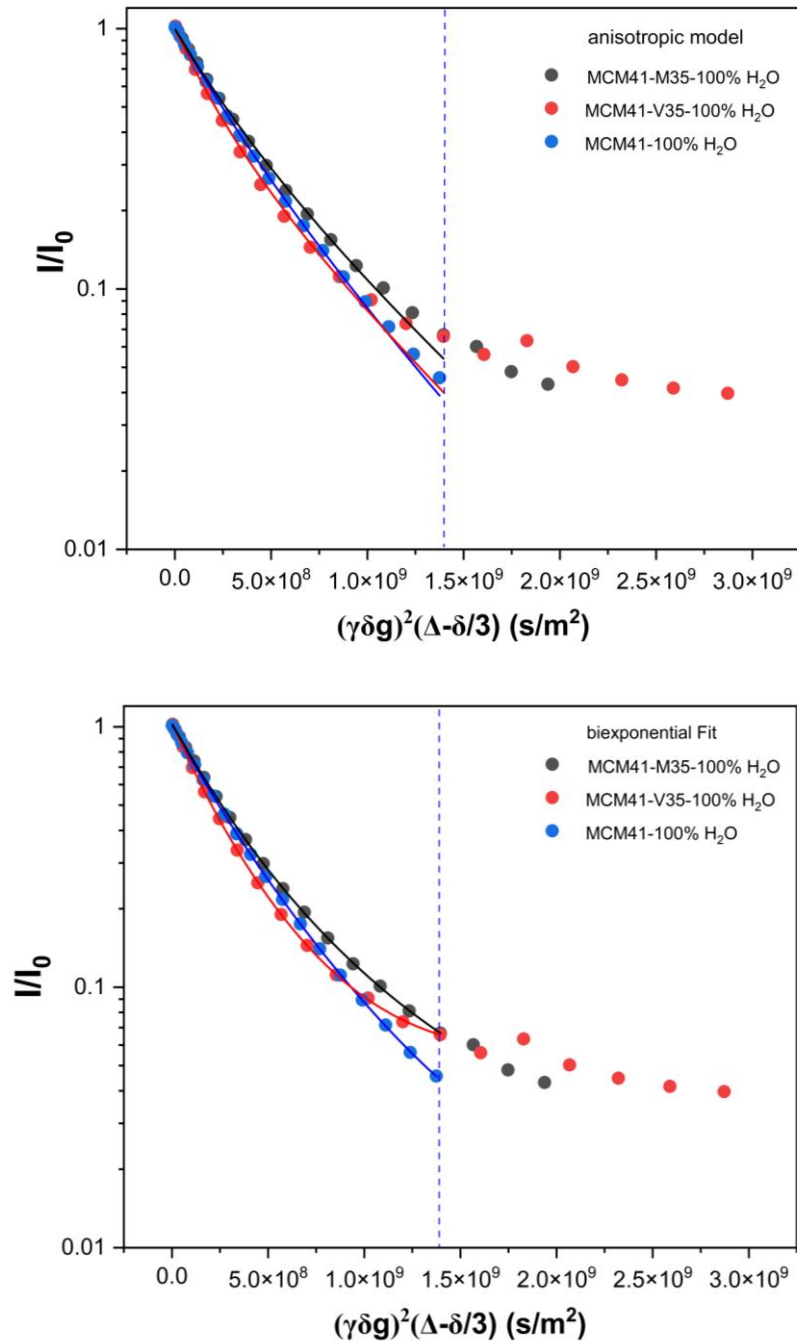 anisotropic model
MCM41-M35-100% H₂O
MCM41-V35-100% H₂O
MCM41-100% H₂O
1
0.1
0.01
I/I₀
0.0 5.0×10⁸ 1.0×10⁹ 1.5×10⁹ 2.0×10⁹ 2.5×10⁹ 3.0×10⁹
(γδg)²(Δ-δ/3) (s/m²)
biexponential Fit
MCM41-M35-100% H₂O
MCM41-V35-100% H₂O
MCM41-100% H₂O
1
0.1
0.01
I/I₀
0.0 5.0×10⁸ 1.0×10⁹ 1.5×10⁹ 2.0×10⁹ 2.5×10⁹ 3.0×10⁹
(γδg)²(Δ-δ/3) (s/m²)